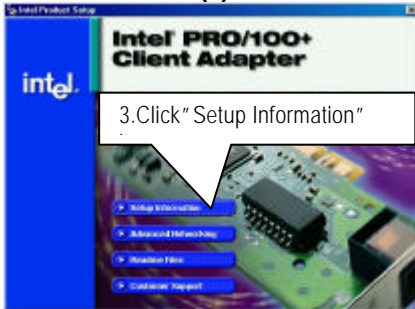 Intel Product Setup
Intel® PRO/100+
Client Adapter
intel.
3.Click" Setup Information"
Setup Information
Advanced Networking
Readme Files
Customer Support